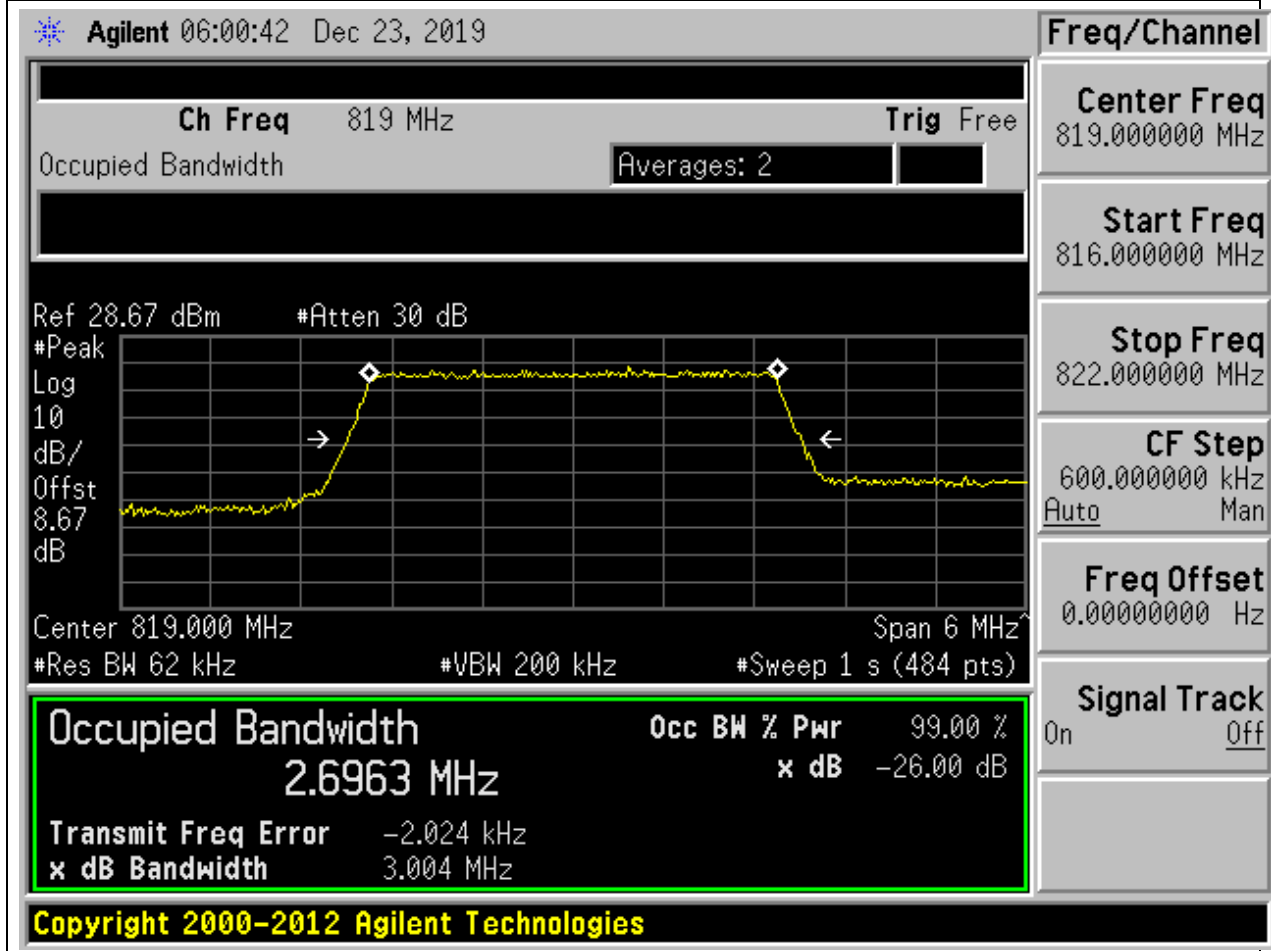 Agilent 06:00:42 Dec 23, 2019
Freq/Channel
Ch Freq 819 MHz Trig Free
Occupied Bandwidth Averages: 2
Ref 28.67 dBm #Atten 30 dB
#Peak
Log
10
dB/
Offst
8.67
dB
Center 819.000 MHz Span 6 MHz^
#Res BW 62 kHz #VBW 200 kHz #Sweep 1 s (484 pts)
Occupied Bandwidth
2.6963 MHz
Occ BW % Pwr 99.00 %
x dB -26.00 dB
Transmit Freq Error -2.024 kHz
x dB Bandwidth 3.004 MHz
Center Freq
819.000000 MHz
Start Freq
816.000000 MHz
Stop Freq
822.000000 MHz
CF Step
600.000000 kHz
Auto Man
Freq Offset
0.00000000 Hz
Signal Track
On Off
Copyright 2000-2012 Agilent Technologies